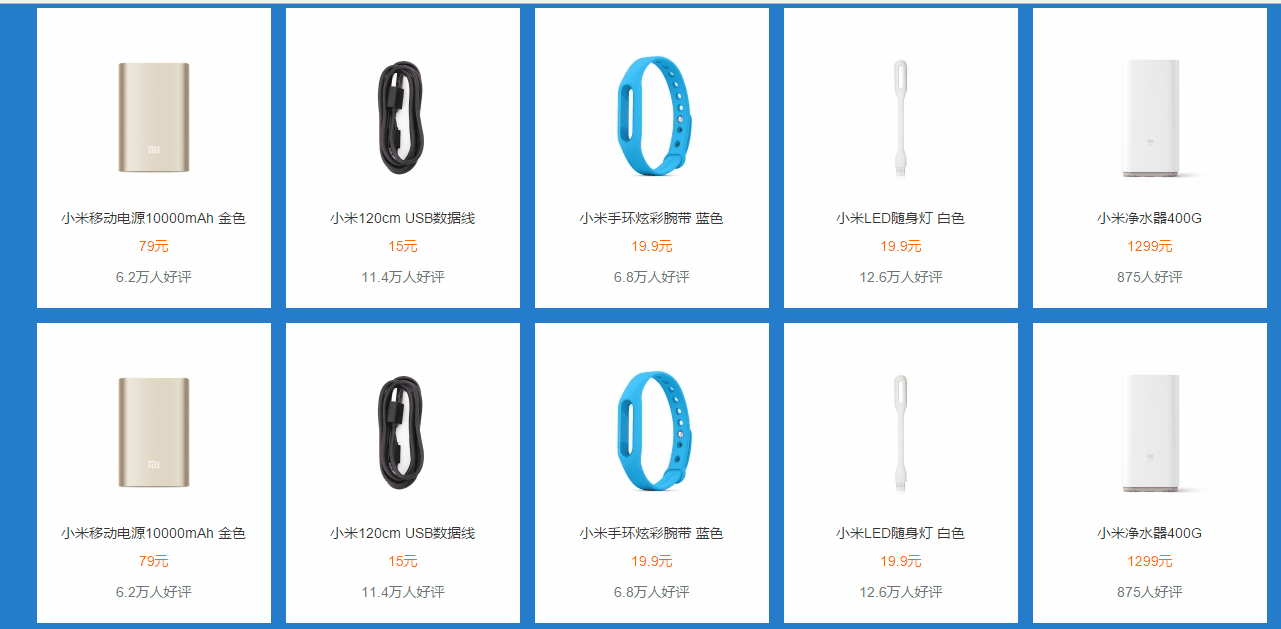 小米移动电源10000mAh 金色
79元
6.2万人好评
小米120cm USB数据线
15元
11.4万人好评
小米手环炫彩腕带 蓝色
19.9元
6.8万人好评
小米LED随身灯 白色
19.9元
12.6万人好评
小米净水器400G
1299元
875人好评
小米移动电源10000mAh 金色
79元
6.2万人好评
小米120cm USB数据线
15元
11.4万人好评
小米手环炫彩腕带 蓝色
19.9元
6.8万人好评
小米LED随身灯 白色
19.9元
12.6万人好评
小米净水器400G
1299元
875人好评